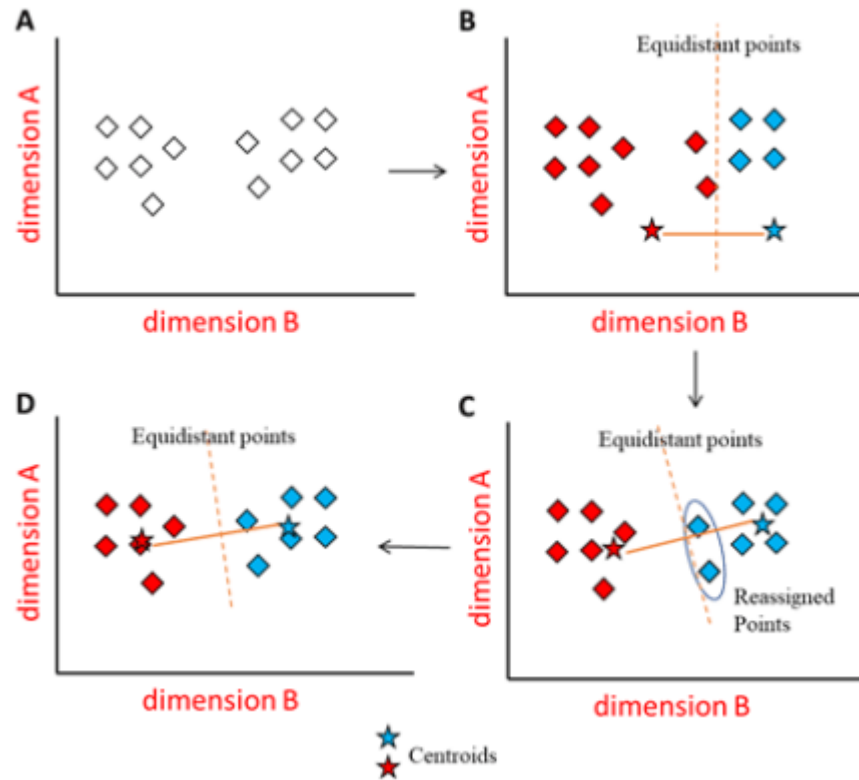 A
dimension A
dimension B
B
Equidistant points
dimension A
dimension B
D
Equidistant points
dimension A
dimension B
C
Equidistant points
dimension A
Reassigned
Points
dimension B
Centroids